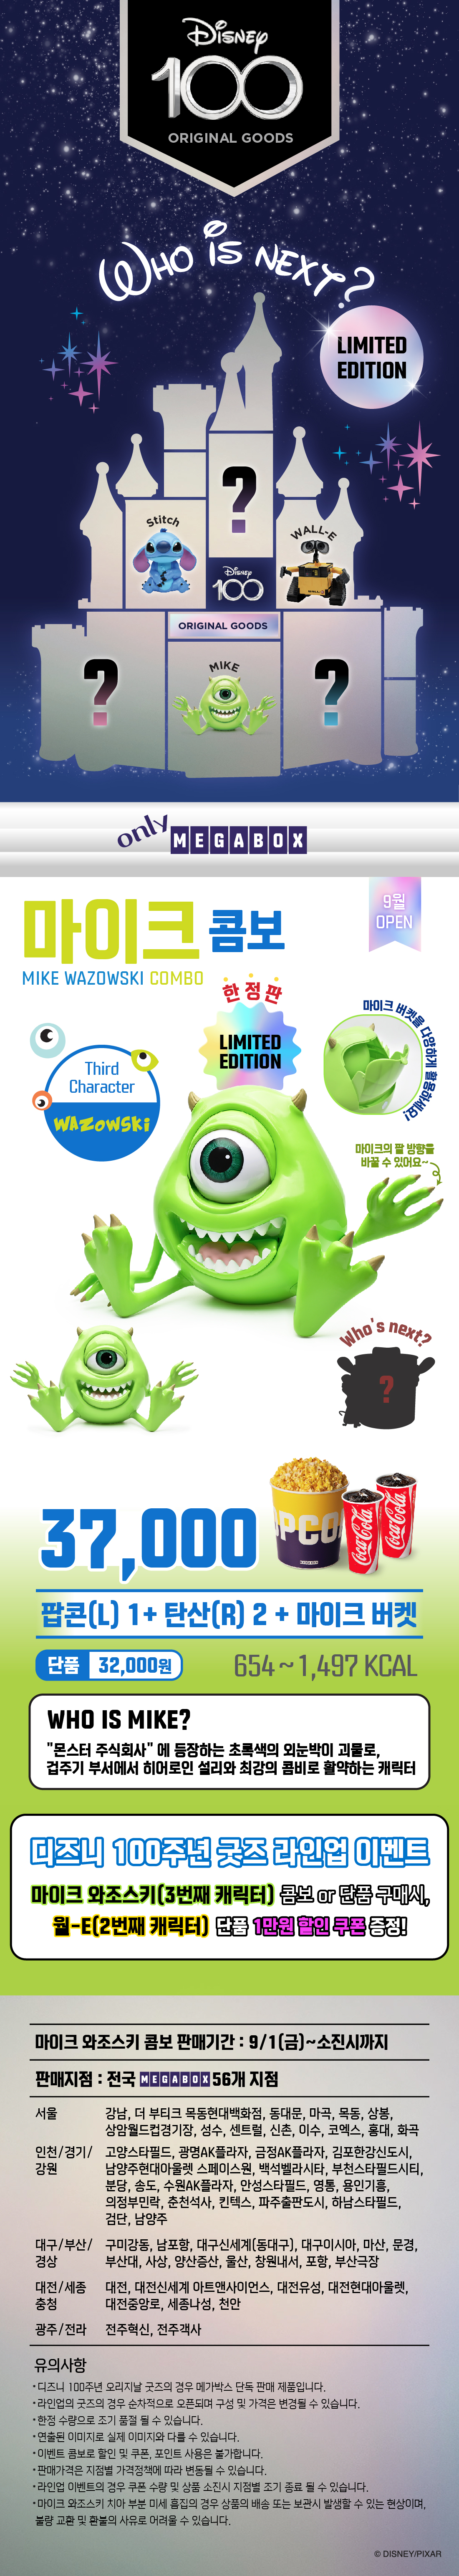 Disney
100
ORIGINAL GOODS
WHO is NEXT?
LIMITED
EDITION
?
Stitch
WALL-E
Disney
100
ORIGINAL GOODS
?
MIKE
?
only MEGABOX
9월
OPEN
마이크 콤보
MIKE WAZOWSKI COMBO
한정판
LIMITED
EDITION
마이크 버켓을 다양하게 활용하세요!
Third
Character
WAZOWSKI
마이크의 팔 방향을
바꿀 수 있어요~
Who's next?
?
POPCO
Coca-Cola
Coca-Cola
37,000
팝콘(L) 1+ 탄산(R) 2 + 마이크 버켓
단품 32,000원
654~1,497 KCAL
WHO IS MIKE?
"몬스터 주식회사" 에 등장하는 초록색의 외눈박이 괴물로,
겁주기 부서에서 히어로인 설리와 최강의 콤비로 활약하는 캐릭터
디즈니 100주년 굿즈 라인업 이벤트
마이크 와조스키(3번째 캐릭터) 콤보 or 단품 구매시,
월-E(2번째 캐릭터) 단품 1만원 할인 쿠폰 증정!
마이크 와조스키 콤보 판매기간 : 9/1(금)~소진시까지
판매지점 : 전국 MEGABOX 56개 지점
서울
강남, 더 부티크 목동현대백화점, 동대문, 마곡, 목동, 상봉,
상암월드컵경기장, 성수, 센트럴, 신촌, 이수, 코엑스, 홍대, 화곡
인천/경기/
강원
고양스타필드, 광명AK플라자, 금정AK플라자, 김포한강신도시,
남양주현대아울렛 스페이스원, 백석벨라시타, 부천스타필드시티,
분당, 송도, 수원AK플라자, 안성스타필드, 영통, 용인기흥,
의정부민락, 춘천석사, 킨텍스, 파주출판도시, 하남스타필드,
검단, 남양주
대구/부산/
경상
구미강동, 남포항, 대구신세계(동대구), 대구이시아, 마산, 문경,
부산대, 사상, 양산증산, 울산, 창원내서, 포항, 부산극장
대전/세종
충청
대전, 대전신세계 아트앤사이언스, 대전유성, 대전현대아울렛,
대전중앙로, 세종나성, 천안
광주/전라
전주혁신, 전주객사
유의사항
•디즈니 100주년 오리지날 굿즈의 경우 메가박스 단독 판매 제품입니다.
•라인업의 굿즈의 경우 순차적으로 오픈되며 구성 및 가격은 변경될 수 있습니다.
•한정 수량으로 조기 품절 될 수 있습니다.
•연출된 이미지로 실제 이미지와 다를 수 있습니다.
•이벤트 콤보로 할인 및 쿠폰, 포인트 사용은 불가합니다.
•판매가격은 지점별 가격정책에 따라 변동될 수 있습니다.
•라인업 이벤트의 경우 쿠폰 수량 및 상품 소진시 지점별 조기 종료 될 수 있습니다.
•마이크 와조스키 치아 부분 미세 흠집의 경우 상품의 배송 또는 보관시 발생할 수 있는 현상이며,
불량 교환 및 환불의 사유로 어려울 수 있습니다.
© DISNEY/PIXAR